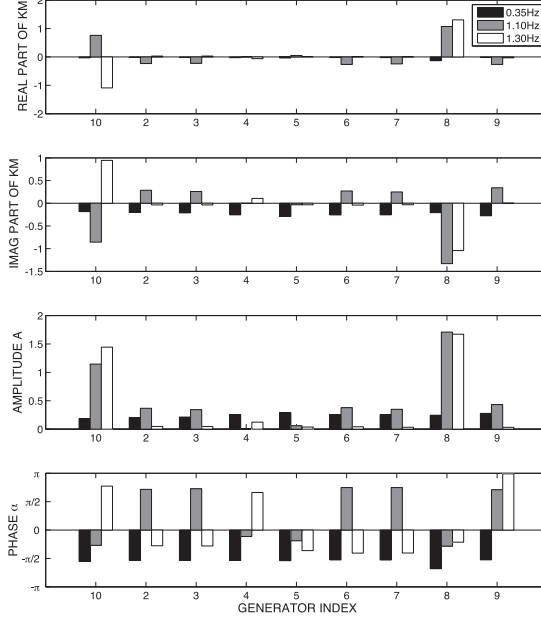 REAL PART OF KM
2
1
0
-1
-2
10 2 3 4 5 6 7 8 9
0.35Hz
1.10Hz
1.30Hz
IMAG PART OF KM
1
0.5
0
-0.5
-1
-1.5
10 2 3 4 5 6 7 8 9
AMPLITUDE A
2
1.5
1
0.5
0
10 2 3 4 5 6 7 8 9
PHASE α
π
π/2
0
-π/2
-π
10 2 3 4 5 6 7 8 9
GENERATOR INDEX